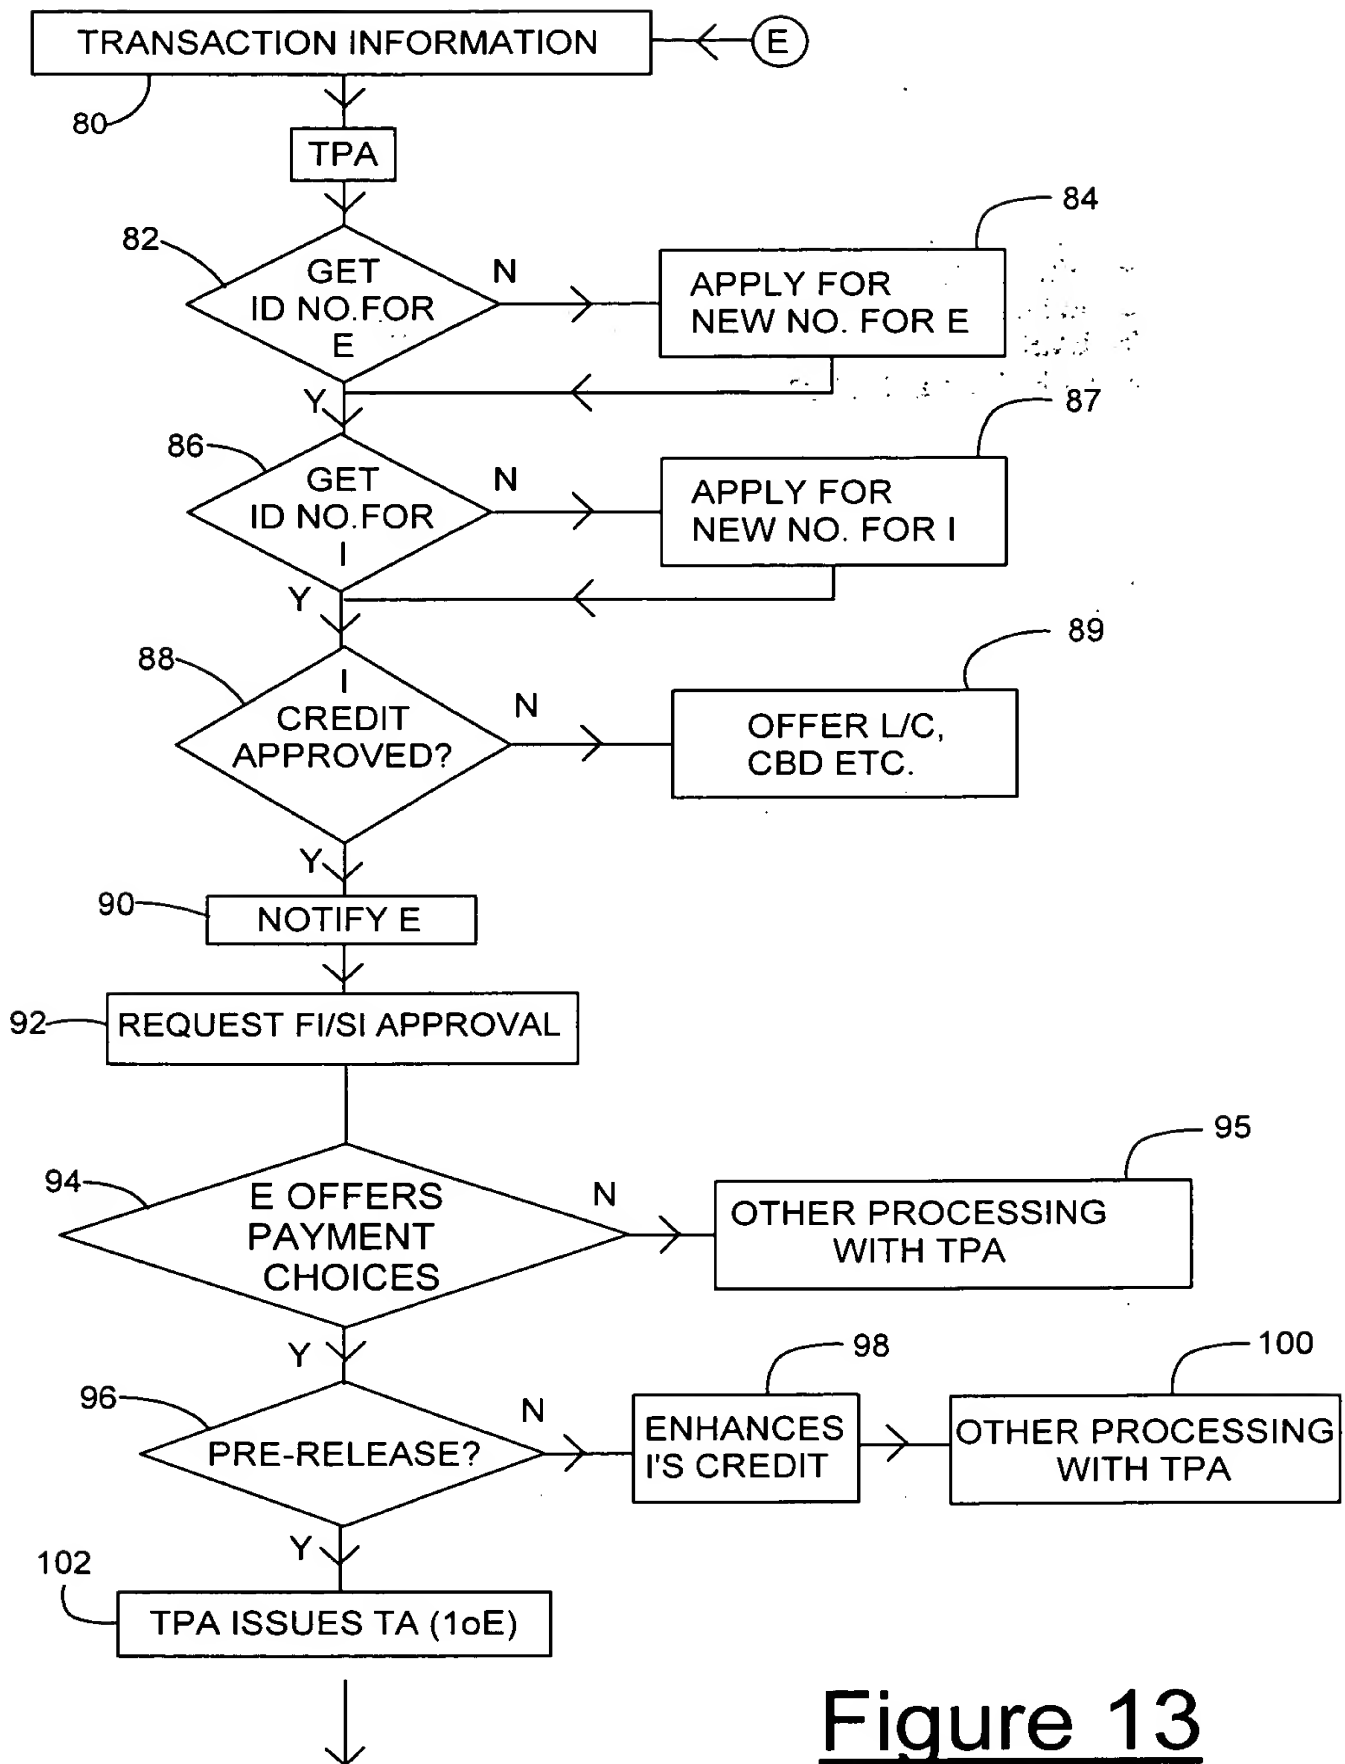 TRANSACTION INFORMATION
E
80
TPA
82
GET
ID NO.FOR
E
N
84
APPLY FOR
NEW NO. FOR E
Y
86
GET
ID NO.FOR
I
N
87
APPLY FOR
NEW NO. FOR I
Y
88
I
CREDIT
APPROVED?
N
89
OFFER L/C,
CBD ETC.
Y
90
NOTIFY E
92
REQUEST FI/SI APPROVAL
94
E OFFERS
PAYMENT
CHOICES
N
95
OTHER PROCESSING
WITH TPA
Y
96
PRE-RELEASE?
N
98
ENHANCES
I'S CREDIT
100
OTHER PROCESSING
WITH TPA
Y
102
TPA ISSUES TA (1oE)
Figure 13